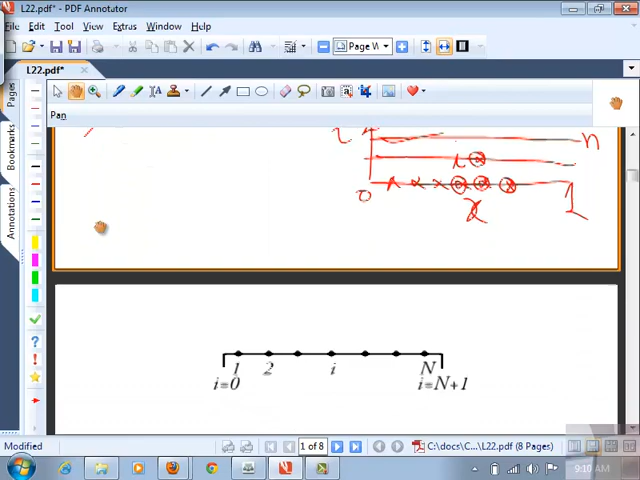 L22.pdf* - PDF Annotator
File Edit Tool View Extras Window Help
Page W
L22.pdf*
Pan
Pages
Bookmarks
Annotations
n
0
1
x
1 2 i N
i=0 i=N+1
Modified
1 of 8
C:\docs\C...\L22.pdf (8 Pages)
9:10 AM